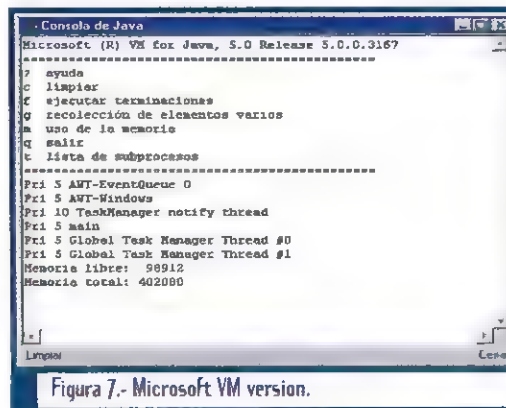 Consola de Java
Microsoft (R) VM for Java, 5.0 Release 5.0.0.3167
==============================================
? ayuda
c limpiar
f ejecutar terminaciones
g recolección de elementos varios
m uso de la memoria
q salir
t lista de subprocesos
==============================================
Pri 5 AWT-EventQueue 0
Pri 5 AWT-Windows
Pri 10 TaskManager notify thread
Pri 5 main
Pri 5 Global Task Manager Thread #0
Pri 5 Global Task Manager Thread #1
Memoria libre: 98912
Memoria total: 402080
Limpiar
Figura 7.- Microsoft VM version.